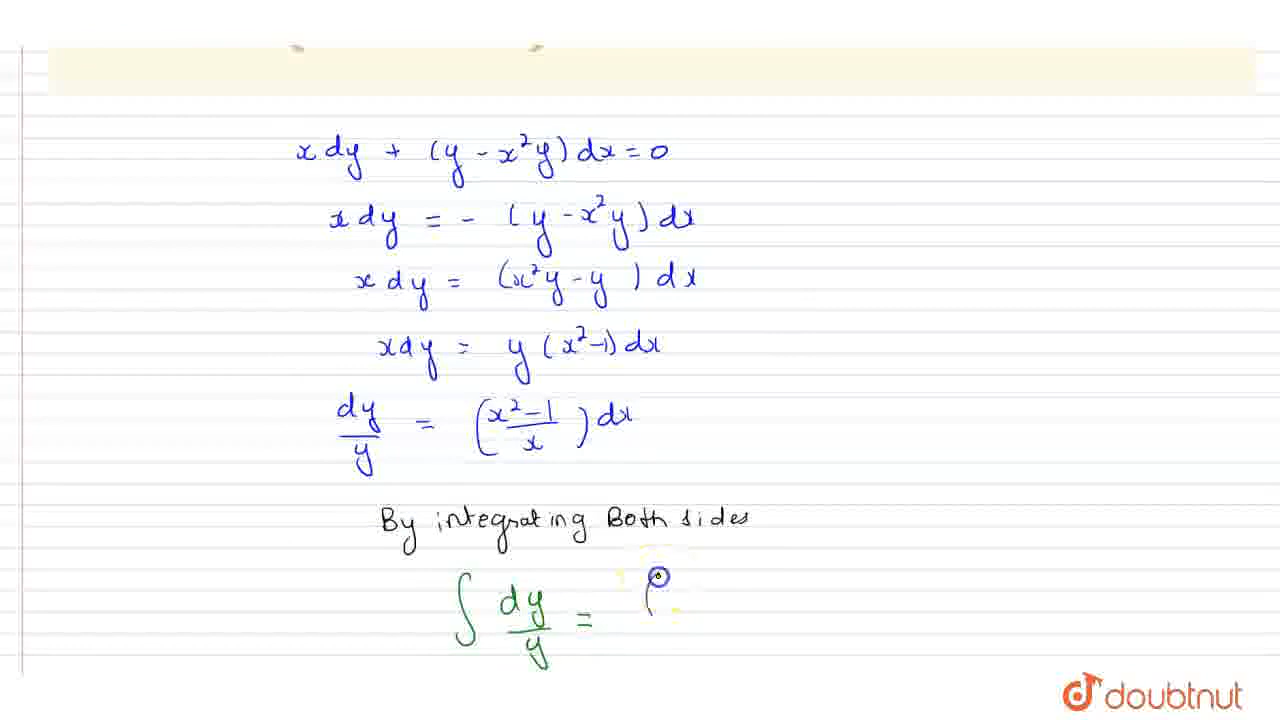 x dy + (y - x²y) dx = 0
x dy = - (y - x²y) dx
x dy = (x²y - y) dx
x dy = y (x² - 1) dx
dy/y = (x² - 1 / x) dx
By integrating Both sides
∫ dy/y =
doubtnut